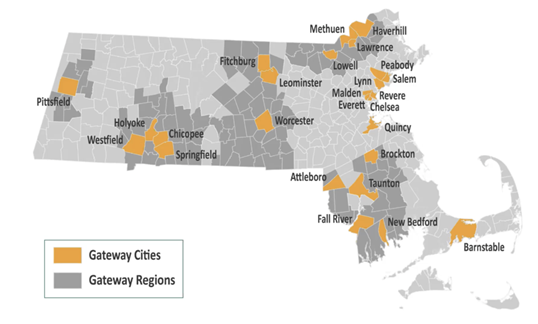 Methuen
Haverhill
Lawrence
Fitchburg
Lowell
Peabody
Leominster
Lynn
Salem
Malden
Revere
Everett
Chelsea
Pittsfield
Holyoke
Worcester
Quincy
Westfield
Chicopee
Springfield
Brockton
Attleboro
Taunton
Fall River
New Bedford
Barnstable
Gateway Cities
Gateway Regions